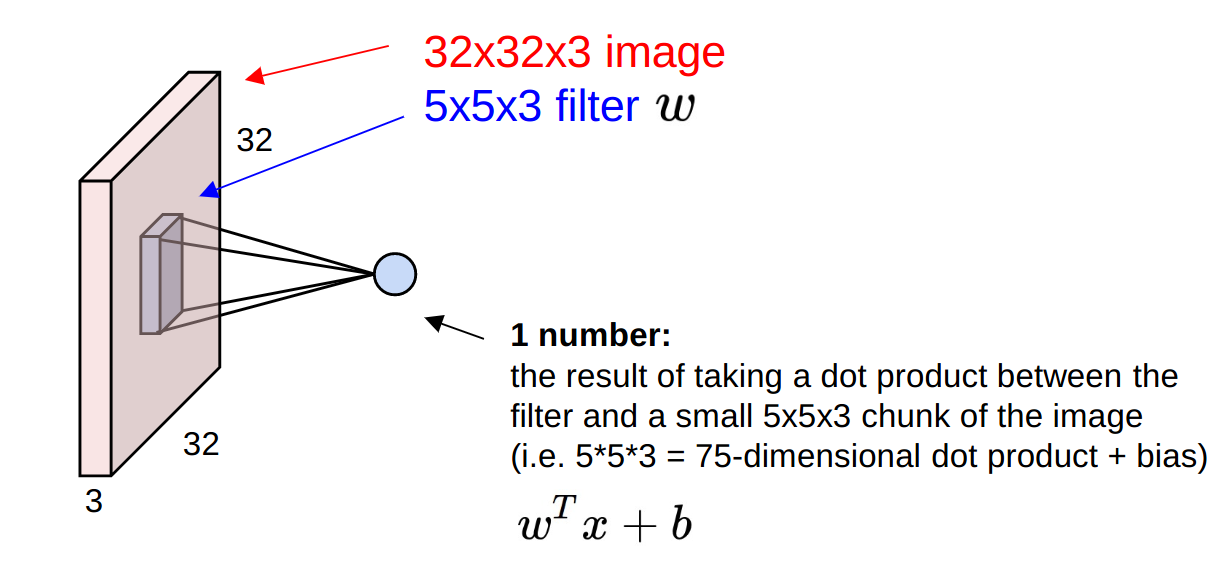 32x32x3 image
5x5x3 filter w
32
32
3
1 number:
the result of taking a dot product between the
filter and a small 5x5x3 chunk of the image
(i.e. 5*5*3 = 75-dimensional dot product + bias)
w^T x + b